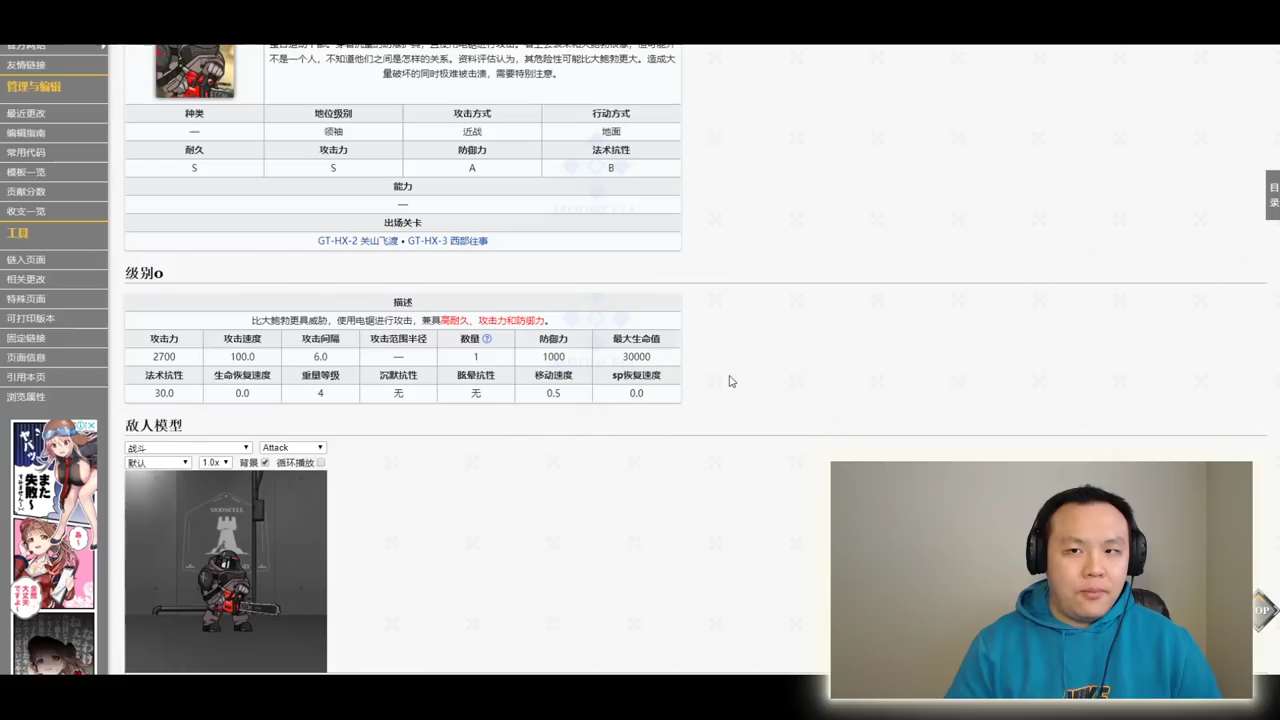 官方网站
友情链接
管理与编辑
最近更改
编辑指南
常用代码
模板一览
贡献分数
收支一览
工具
链入页面
相关更改
特殊页面
可打印版本
固定链接
页面信息
引用本页
浏览属性
不是一个人，不知道他们之间是怎样的关系。资料评估认为，其危险性可能比大鲍勃更大。造成大
量破坏的同时极难被击溃，需要特别注意。
种类 地位级别 攻击方式 行动方式
— 领袖 近战 地面
耐久 攻击力 防御力 法术抗性
S S A B
能力
—
出场关卡
GT-HX-2 关山飞渡 • GT-HX-3 西部往事
级别0
描述
比大鲍勃更具威胁，使用电锯进行攻击，兼具高耐久、攻击力和防御力。
攻击力 攻击速度 攻击间隔 攻击范围半径 数量 防御力 最大生命值
2700 100.0 6.0 — 1 1000 30000
法术抗性 生命恢复速度 重量等级 沉默抗性 眩晕抗性 移动速度 sp恢复速度
30.0 0.0 4 无 无 0.5 0.0
敌人模型
战斗 Attack
默认 1.0x 背景 循环播放
MOONCELL
目
录
OP
ヤバッ
また
失敗～